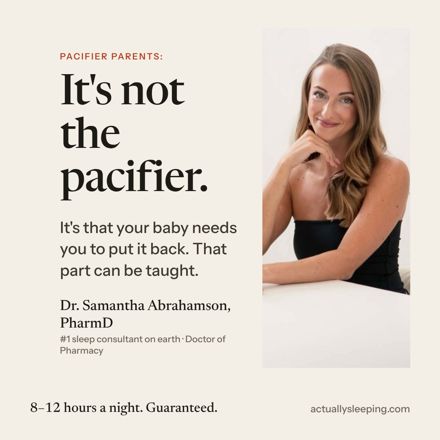 PACIFIER PARENTS:
It's not
the
pacifier.
It's that your baby needs
you to put it back. That
part can be taught.
Dr. Samantha Abrahamson,
PharmD
#1 sleep consultant on earth · Doctor of
Pharmacy
8–12 hours a night. Guaranteed.
actuallysleeping.com